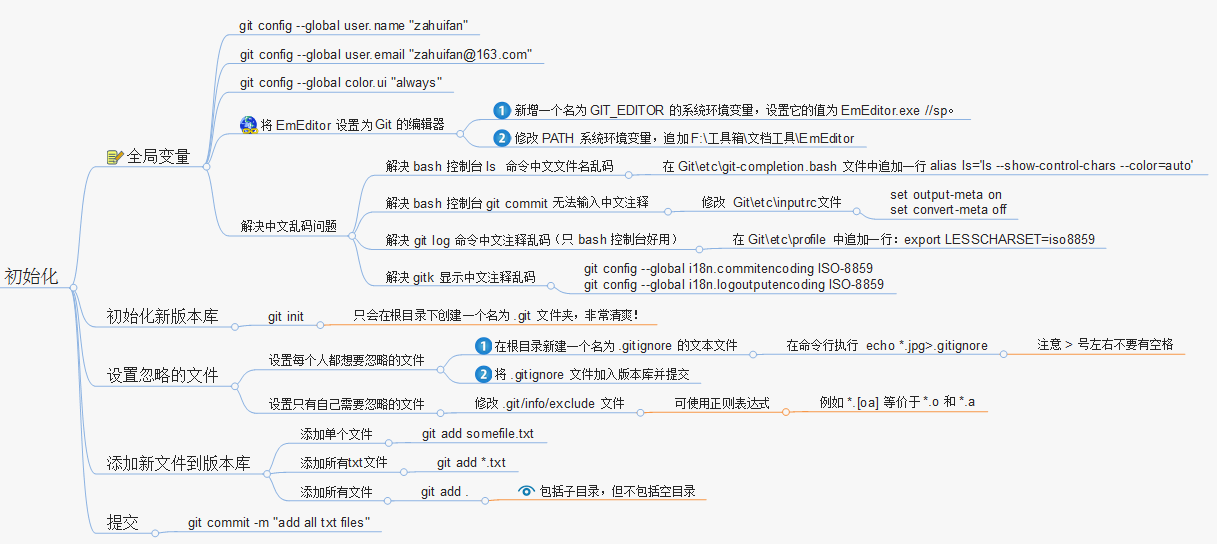 初始化
全局变量
git config --global user.name "zahuifan"
git config --global user.email "zahuifan@163.com"
git config --global color.ui "always"
将 EmEditor 设置为 Git 的编辑器
1 新增一个名为 GIT_EDITOR 的系统环境变量，设置它的值为 EmEditor.exe //sp。
2 修改 PATH 系统环境变量，追加 F:\工具箱\文档工具\EmEditor
解决中文乱码问题
解决 bash 控制台 ls 命令中文文件名乱码
在 Git\etc\git-completion.bash 文件中追加一行 alias ls='ls --show-control-chars --color=auto'
解决 bash 控制台 git commit 无法输入中文注释
修改 Git\etc\inputrc文件
set output-meta on
set convert-meta off
解决 git log 命令中文注释乱码（只 bash 控制台好用）
在 Git\etc\profile 中追加一行：export LESSCHARSET=iso8859
解决 gitk 显示中文注释乱码
git config --global i18n.commitencoding ISO-8859
git config --global i18n.logoutputencoding ISO-8859
初始化新版本库
git init
只会在根目录下创建一个名为 .git 文件夹，非常清爽！
设置忽略的文件
设置每个人都想要忽略的文件
1 在根目录新建一个名为 .gitignore 的文本文件
在命令行执行 echo *.jpg>.gitignore
注意 > 号左右不要有空格
2 将 .gitignore 文件加入版本库并提交
设置只有自己需要忽略的文件
修改 .git/info/exclude 文件
可使用正则表达式
例如 *.[oa] 等价于 *.o 和 *.a
添加新文件到版本库
添加单个文件
git add somefile.txt
添加所有txt文件
git add *.txt
添加所有文件
git add .
包括子目录，但不包括空目录
提交
git commit -m "add all txt files"